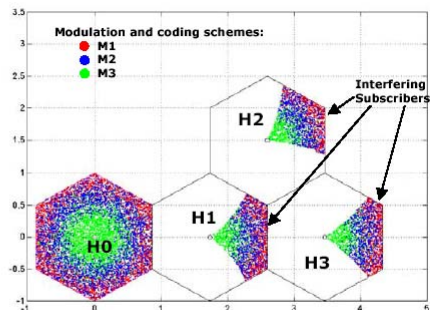 3.5
Modulation and coding schemes:
M1
M2
M3
3
2.5
2
1.5
1
0.5
0
-0.5
-1
Interfering
Subscribers
H2
H1
H0
H3
-1
0
1
2
3
4
5